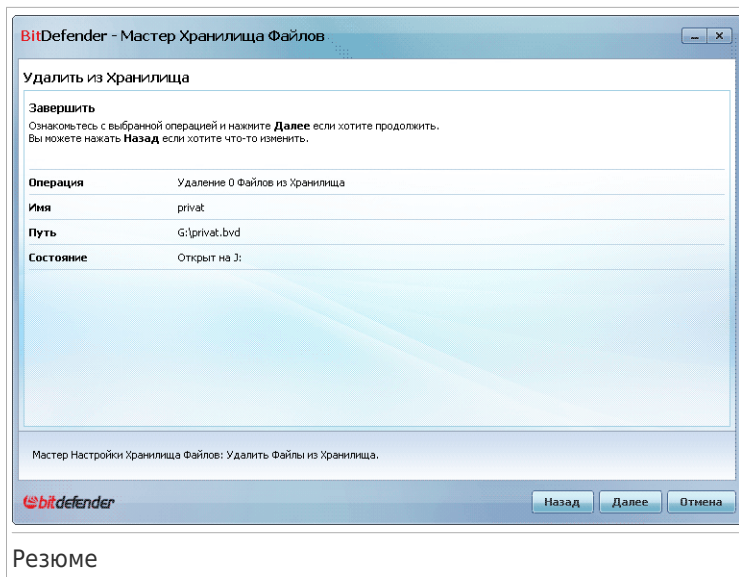 BitDefender - Мастер Хранилища Файлов
Удалить из Хранилища
Завершить
Ознакомьтесь с выбранной операцией и нажмите Далее если хотите продолжить.
Вы можете нажать Назад если хотите что-то изменить.
Операция Удаление 0 Файлов из Хранилища
Имя privat
Путь G:\privat.bvd
Состояние Открыт на J:
Мастер Настройки Хранилища Файлов: Удалить Файлы из Хранилища.
bitdefender
Назад Далее Отмена
Резюме